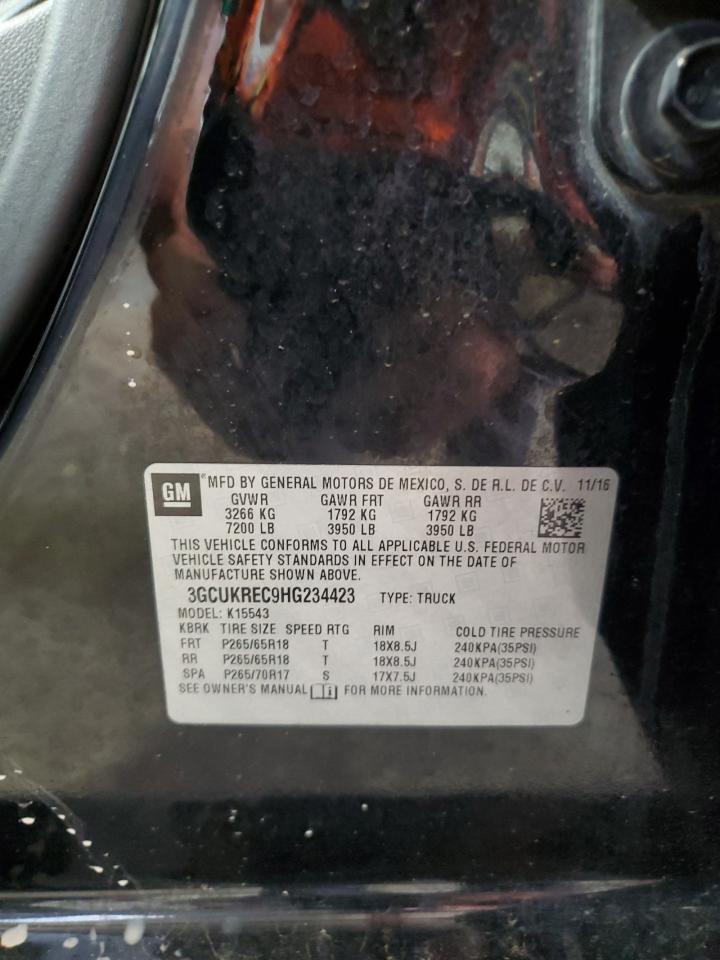 GM ® MFD BY GENERAL MOTORS DE MEXICO, S. DE R.L. DE C.V. 11/16
GVWR GAWR FRT GAWR RR
3266 KG 1792 KG 1792 KG
7200 LB 3950 LB 3950 LB
THIS VEHICLE CONFORMS TO ALL APPLICABLE U.S. FEDERAL MOTOR
VEHICLE SAFETY STANDARDS IN EFFECT ON THE DATE OF
MANUFACTURE SHOWN ABOVE.
3GCUKREC9HG234423 TYPE: TRUCK
MODEL: K15543
KBRK TIRE SIZE SPEED RTG RIM COLD TIRE PRESSURE
FRT P265/65R18 T 18X8.5J 240KPA(35PSI)
RR P265/65R18 T 18X8.5J 240KPA(35PSI)
SPA P265/70R17 S 17X7.5J 240KPA(35PSI)
SEE OWNER'S MANUAL FOR MORE INFORMATION.